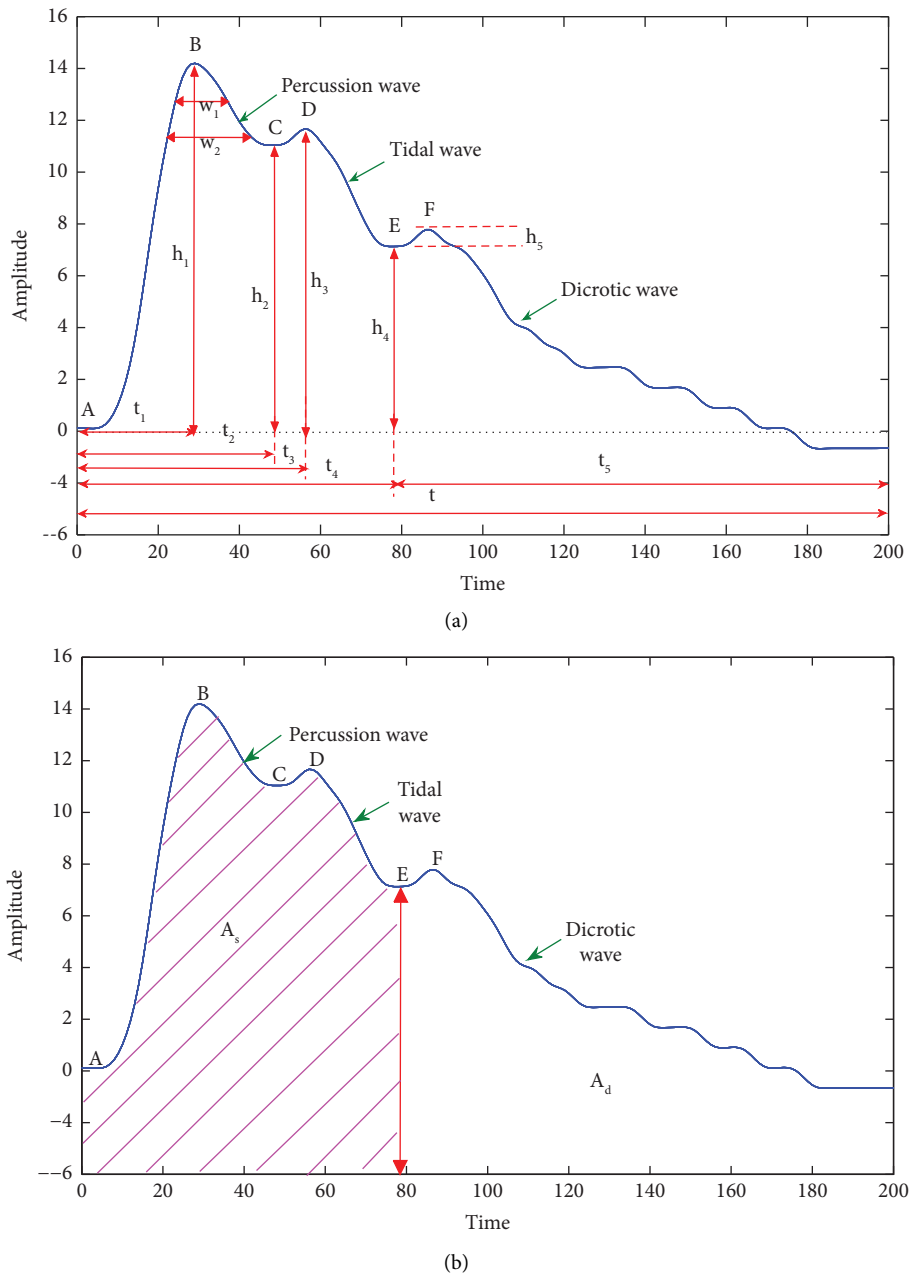 16
14
12
10
8
6
4
2
0
-4
--6
Amplitude
B
Percussion wave
w1
D
C
w2
Tidal wave
F
E
h5
h1
h3
h2
h4
Dicrotic wave
A
t1
t2
t3
t4
t5
t
0 20 40 60 80 100 120 140 160 180 200
Time
(a)
16
14
12
10
8
6
4
2
0
−4
−−6
Amplitude
B
Percussion wave
D
C
Tidal
wave
F
E
As
Dicrotic
wave
A
Ad
0 20 40 60 80 100 120 140 160 180 200
Time
(b)